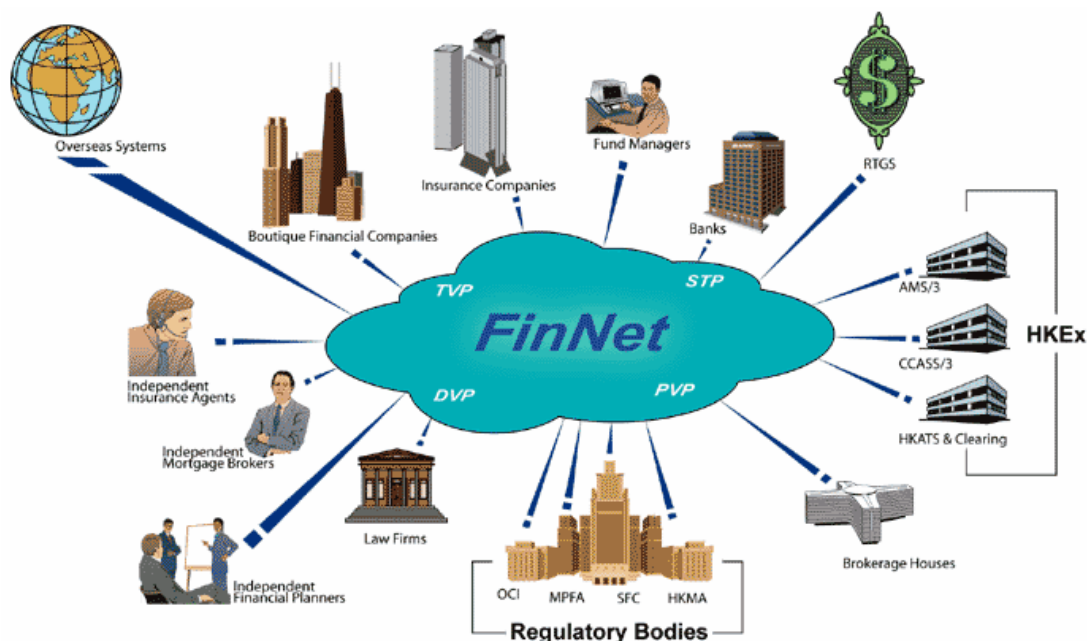 Overseas Systems
Boutique Financial Companies
Insurance Companies
Fund Managers
BANK
Banks
$
RTGS
AMS/3
CCASS/3
HKATS & Clearing
HKEx
TVP
STP
FinNet
DVP
PVP
Independent
Insurance Agents
Independent
Mortgage Brokers
Independent
Financial Planners
Law Firms
OCI
MPFA
SFC
HKMA
Regulatory Bodies
Brokerage Houses